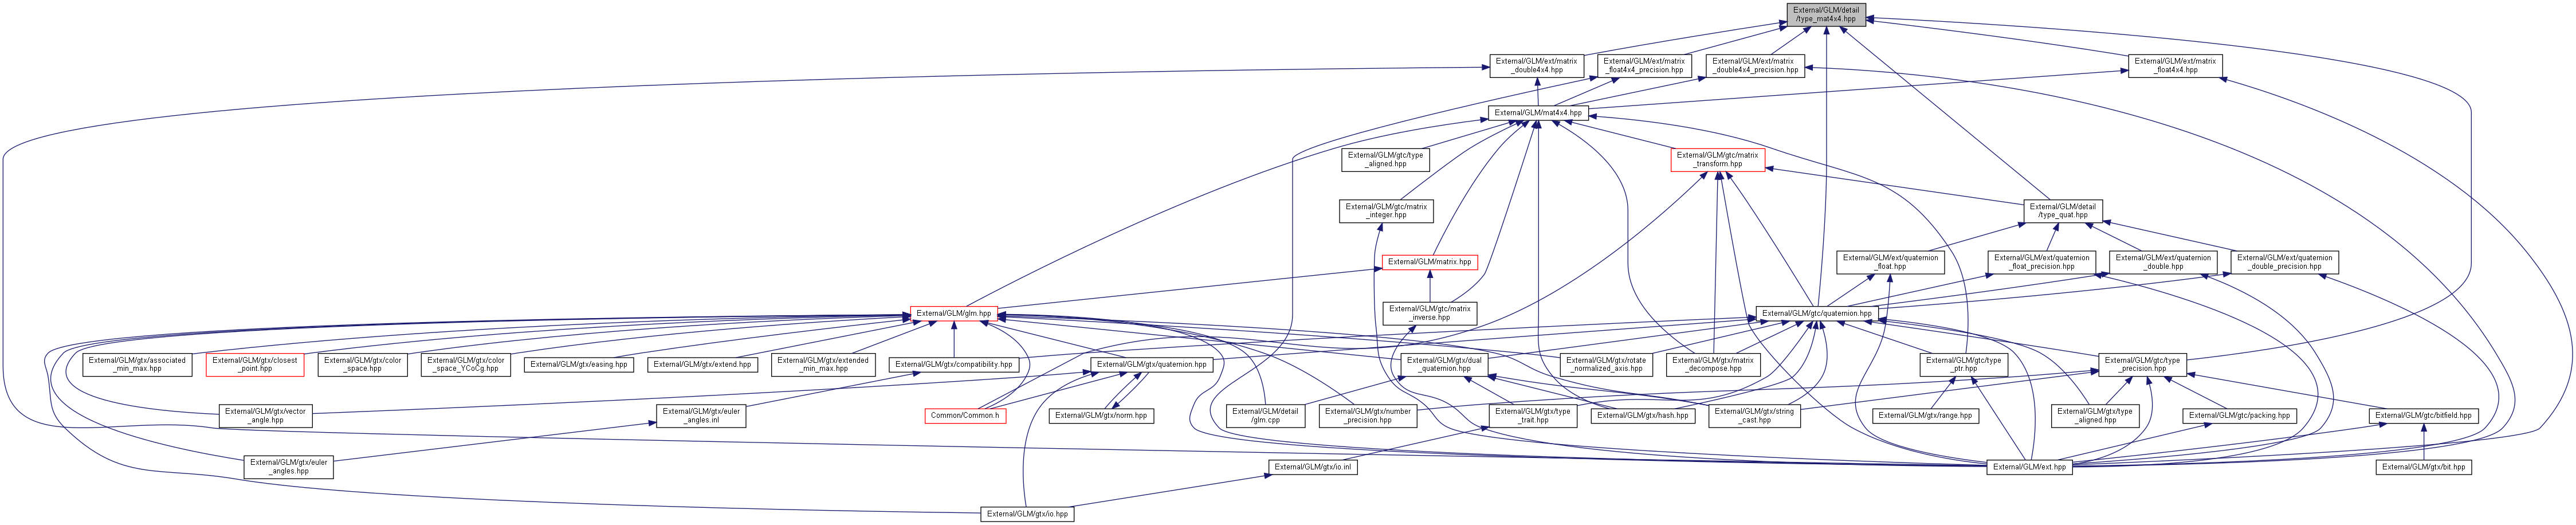 External/GLM/detail
/type_mat4x4.hpp
External/GLM/ext/matrix
_double4x4.hpp
External/GLM/ext/matrix
_float4x4_precision.hpp
External/GLM/ext/matrix
_double4x4_precision.hpp
External/GLM/ext/matrix
_float4x4.hpp
External/GLM/mat4x4.hpp
External/GLM/gtc/type
_aligned.hpp
External/GLM/gtc/matrix
_transform.hpp
External/GLM/gtc/matrix
_integer.hpp
External/GLM/detail
/type_quat.hpp
External/GLM/matrix.hpp
External/GLM/ext/quaternion
_float.hpp
External/GLM/ext/quaternion
_float_precision.hpp
External/GLM/ext/quaternion
_double.hpp
External/GLM/ext/quaternion
_double_precision.hpp
External/GLM/glm.hpp
External/GLM/gtc/matrix
_inverse.hpp
External/GLM/gtc/quaternion.hpp
External/GLM/gtx/associated
_min_max.hpp
External/GLM/gtx/closest
_point.hpp
External/GLM/gtx/color
_space.hpp
External/GLM/gtx/color
_space_YCoCg.hpp
External/GLM/gtx/easing.hpp
External/GLM/gtx/extend.hpp
External/GLM/gtx/extended
_min_max.hpp
External/GLM/gtx/compatibility.hpp
External/GLM/gtx/quaternion.hpp
External/GLM/gtx/dual
_quaternion.hpp
External/GLM/gtx/rotate
_normalized_axis.hpp
External/GLM/gtx/matrix
_decompose.hpp
External/GLM/gtc/type
_ptr.hpp
External/GLM/gtc/type
_precision.hpp
External/GLM/gtx/vector
_angle.hpp
External/GLM/gtx/euler
_angles.inl
Common/Common.h
External/GLM/gtx/norm.hpp
External/GLM/detail
/glm.cpp
External/GLM/gtx/number
_precision.hpp
External/GLM/gtx/type
_trait.hpp
External/GLM/gtx/hash.hpp
External/GLM/gtx/string
_cast.hpp
External/GLM/gtx/range.hpp
External/GLM/gtx/type
_aligned.hpp
External/GLM/gtc/packing.hpp
External/GLM/gtc/bitfield.hpp
External/GLM/gtx/euler
_angles.hpp
External/GLM/gtx/io.inl
External/GLM/ext.hpp
External/GLM/gtx/bit.hpp
External/GLM/gtx/io.hpp